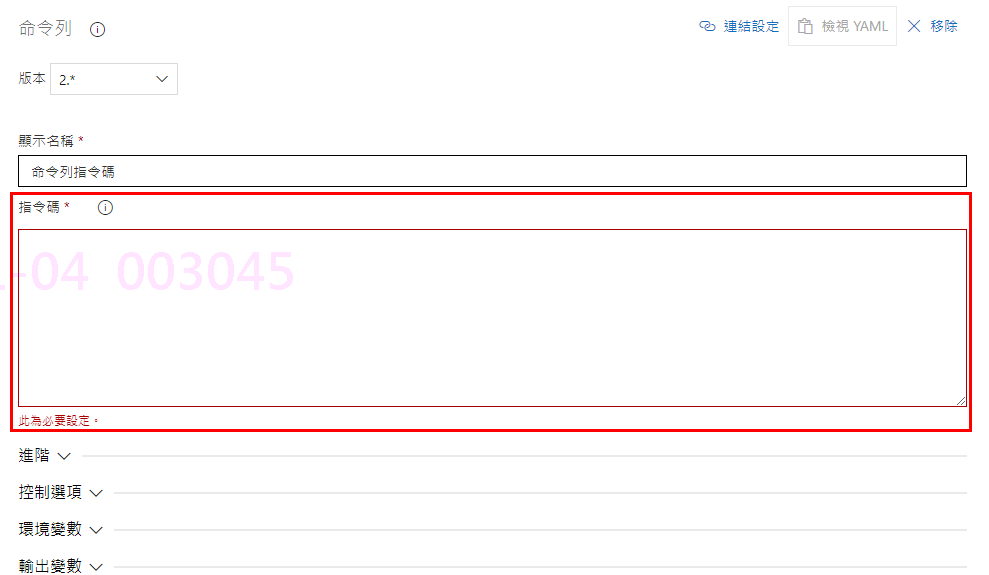 命令列
連結設定 檢視 YAML 移除
版本 2.*
顯示名稱 *
命令列指令碼
指令碼 *
-04 003045
此為必要設定。
進階
控制選項
環境變數
輸出變數